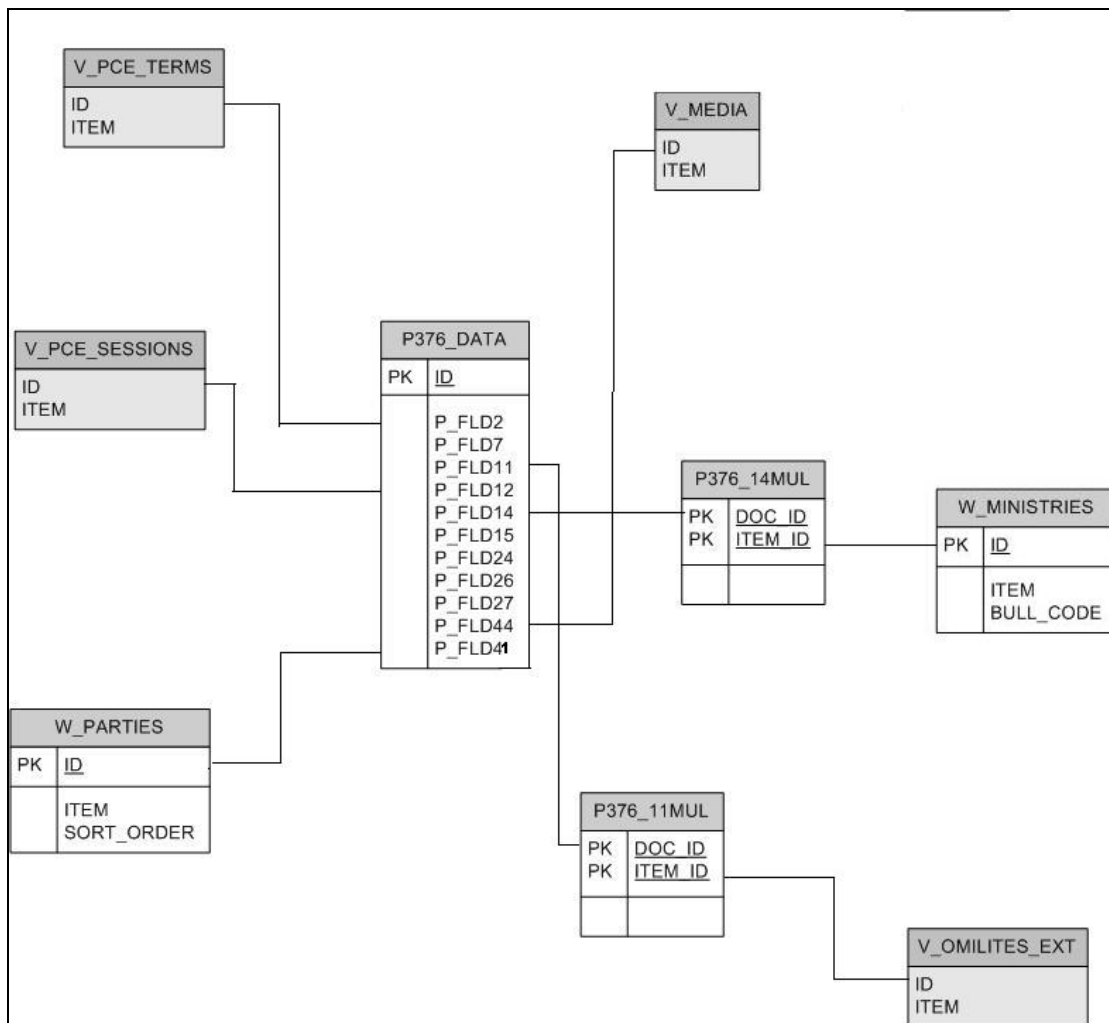 V_PCE_TERMS
ID
ITEM
V_MEDIA
ID
ITEM
V_PCE_SESSIONS
ID
ITEM
P376_DATA
PK ID
P_FLD2
P_FLD7
P_FLD11
P_FLD12
P_FLD14
P_FLD15
P_FLD24
P_FLD26
P_FLD27
P_FLD44
P_FLD41
P376_14MUL
PK DOC_ID
PK ITEM_ID
W_MINISTRIES
PK ID
ITEM
BULL_CODE
W_PARTIES
PK ID
ITEM
SORT_ORDER
P376_11MUL
PK DOC_ID
PK ITEM_ID
V_OMILITES_EXT
ID
ITEM